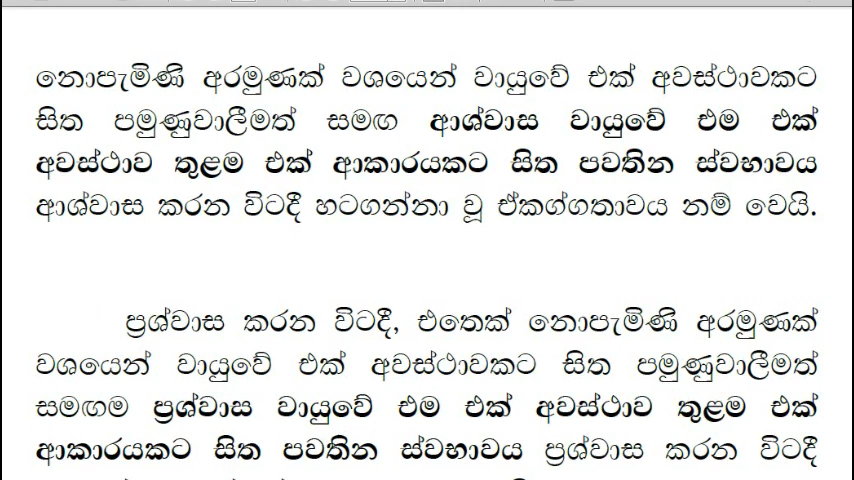 නොපැමිණි අරමුණක් වශයෙන් වායුවේ එක් අවස්ථාවකට
සිත පමුණුවාලීමත් සමඟ ආශ්වාස වායුවේ එම එක්
අවස්ථාව තුළම එක් ආකාරයකට සිත පවතින ස්වභාවය
ආශ්වාස කරන විටදී හටගන්නා වූ ඒකග්ගතාවය නම් වෙයි.
ප්‍රශ්වාස කරන විටදී, එතෙක් නොපැමිණි අරමුණක්
වශයෙන් වායුවේ එක් අවස්ථාවකට සිත පමුණුවාලීමත්
සමඟම ප්‍රශ්වාස වායුවේ එම එක් අවස්ථාව තුළම එක්
ආකාරයකට සිත පවතින ස්වභාවය ප්‍රශ්වාස කරන විටදී